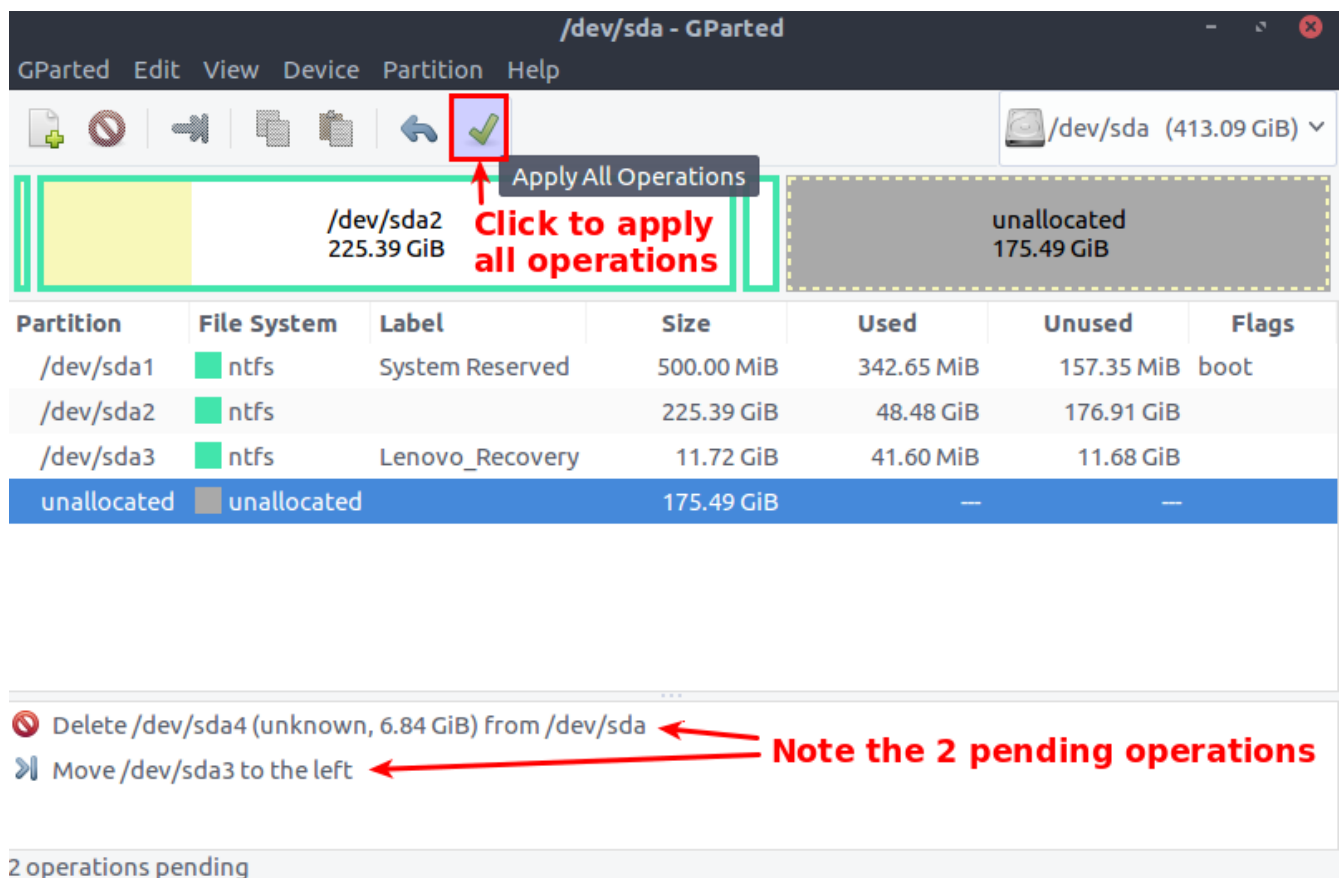 /dev/sda - GParted
GParted Edit View Device Partition Help
/dev/sda (413.09 GiB)
Apply All Operations
Click to apply
all operations
/dev/sda2
225.39 GiB
unallocated
175.49 GiB
Partition File System Label Size Used Unused Flags
/dev/sda1 ntfs System Reserved 500.00 MiB 342.65 MiB 157.35 MiB boot
/dev/sda2 ntfs 225.39 GiB 48.48 GiB 176.91 GiB
/dev/sda3 ntfs Lenovo_Recovery 11.72 GiB 41.60 MiB 11.68 GiB
unallocated unallocated 175.49 GiB --- ---
Delete /dev/sda4 (unknown, 6.84 GiB) from /dev/sda
Move /dev/sda3 to the left
Note the 2 pending operations
2 operations pending